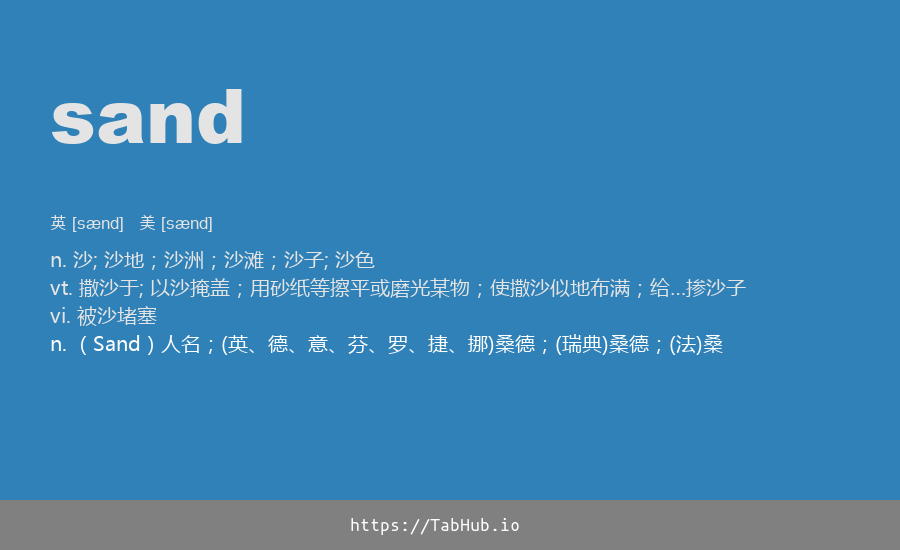 sand
英 [sænd] 美 [sænd]
n. 沙; 沙地；沙洲；沙滩；沙子; 沙色
vt. 撒沙于; 以沙掩盖；用砂纸等擦平或磨光某物；使撒沙似地布满；给…掺沙子
vi. 被沙堵塞
n. （Sand）人名；(英、德、意、芬、罗、捷、挪)桑德；(瑞典)桑德；(法)桑
https://TabHub.io